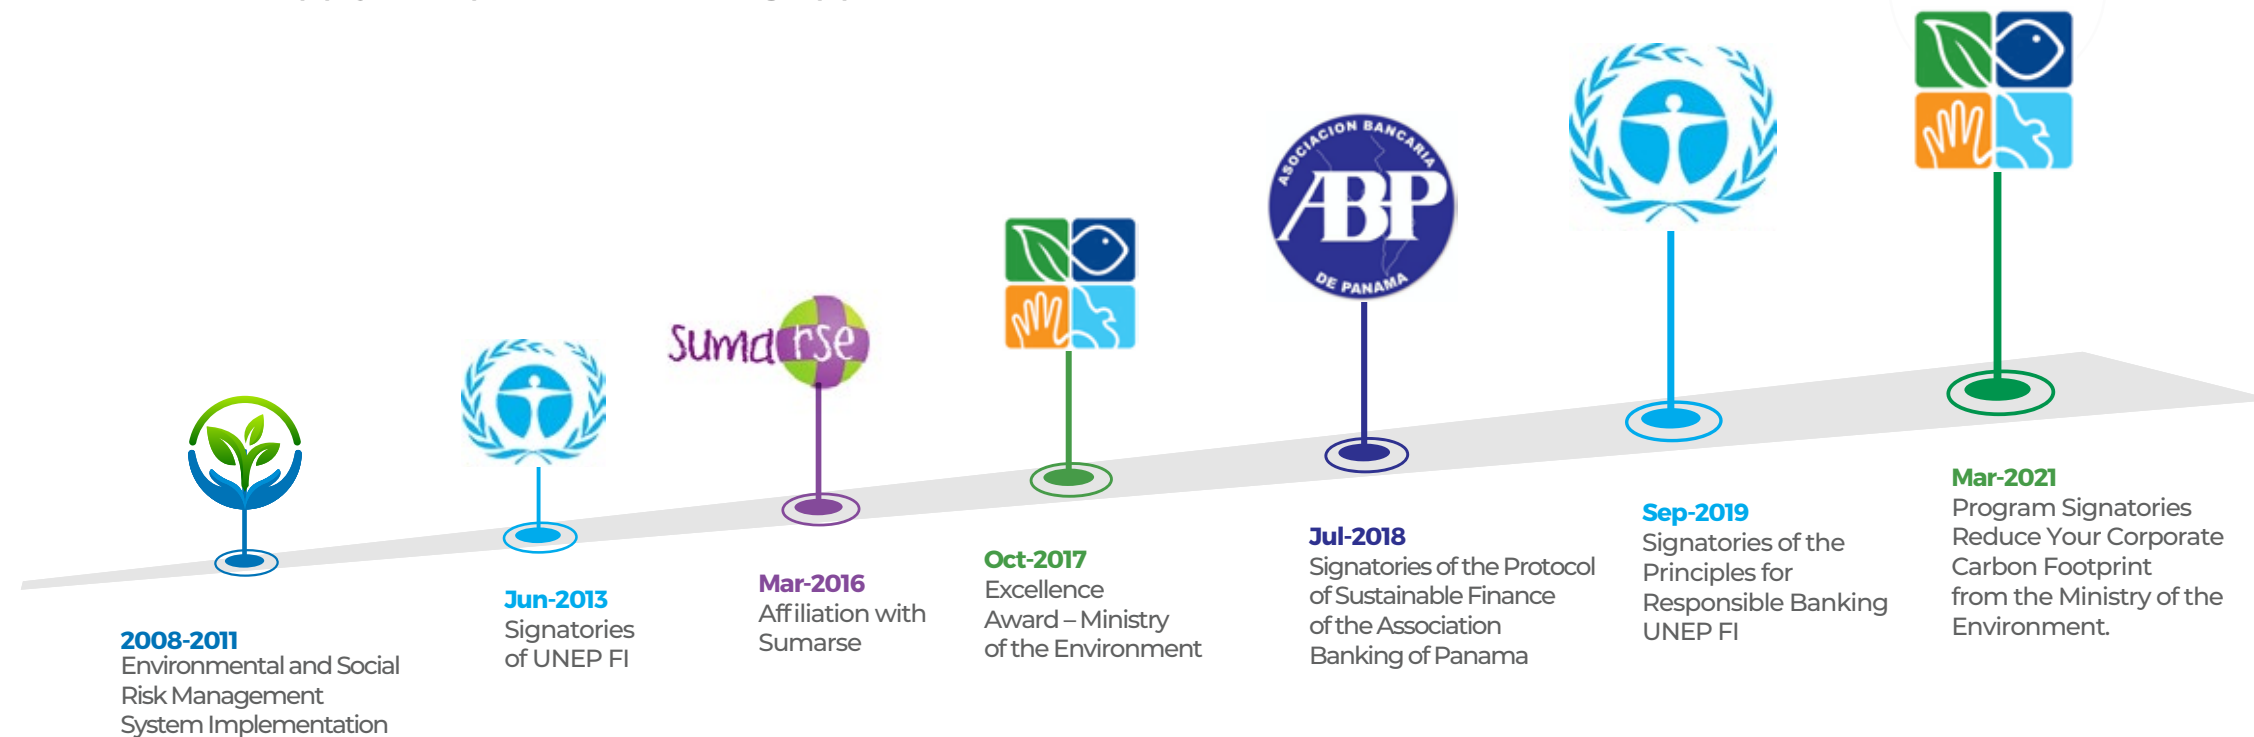 2008-2011
Environmental and Social
Risk Management
System Implementation
Jun-2013
Signatories
of UNEP FI
sumarse
Mar-2016
Affiliation with
Sumarse
Oct-2017
Excellence
Award – Ministry
of the Environment
ASOCIACION BANCARIA
ABP
DE PANAMA
Jul-2018
Signatories of the Protocol
of Sustainable Finance
of the Association
Banking of Panama
Sep-2019
Signatories of the
Principles for
Responsible Banking
UNEP FI
Mar-2021
Program Signatories
Reduce Your Corporate
Carbon Footprint
from the Ministry of the
Environment.